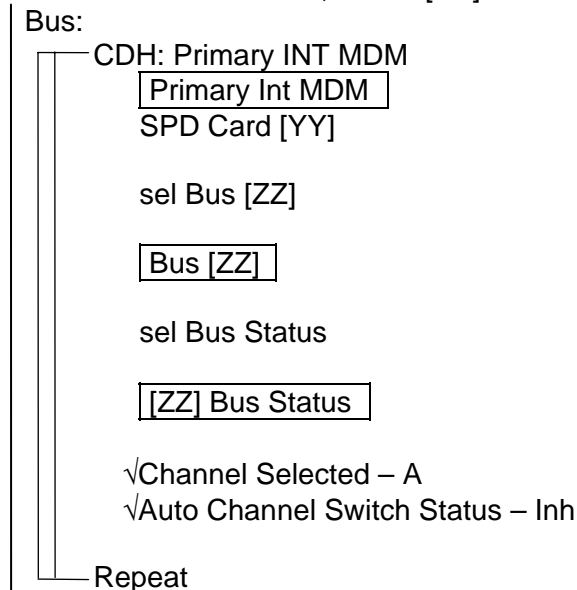 Bus:
CDH: Primary INT MDM
Primary Int MDM
SPD Card [YY]
sel Bus [ZZ]
Bus [ZZ]
sel Bus Status
[ZZ] Bus Status
√Channel Selected – A
√Auto Channel Switch Status – Inh
Repeat